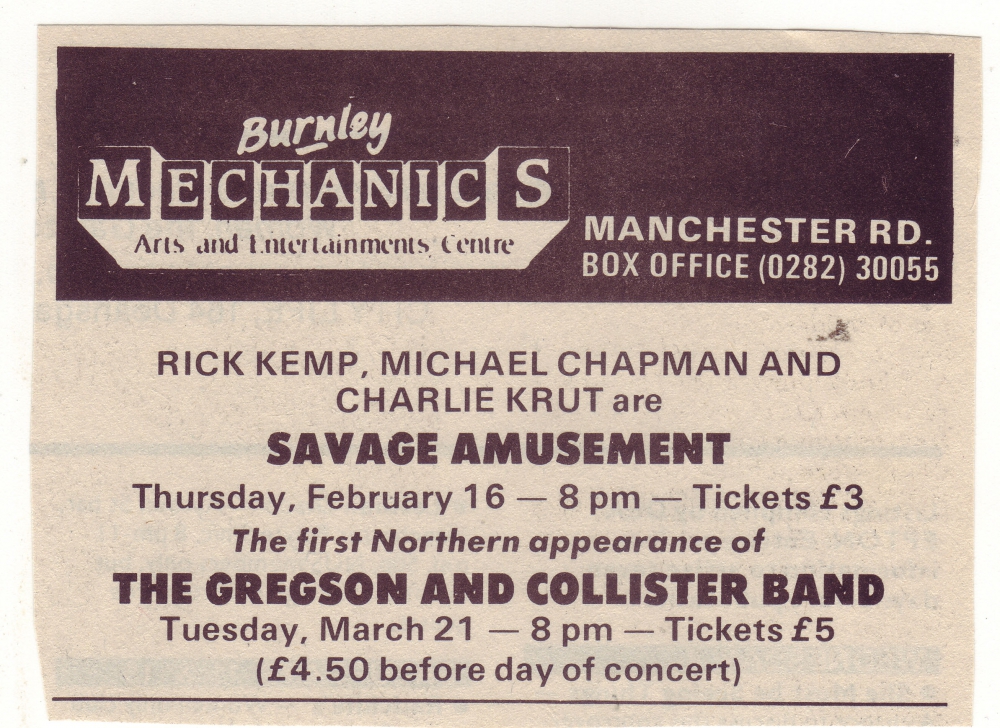 Burnley
MECHANICS
Arts and Entertainments Centre
MANCHESTER RD.
BOX OFFICE (0282) 30055
RICK KEMP, MICHAEL CHAPMAN AND
CHARLIE KRUT are
SAVAGE AMUSEMENT
Thursday, February 16 — 8 pm — Tickets £3
The first Northern appearance of
THE GREGSON AND COLLISTER BAND
Tuesday, March 21 — 8 pm — Tickets £5
(£4.50 before day of concert)